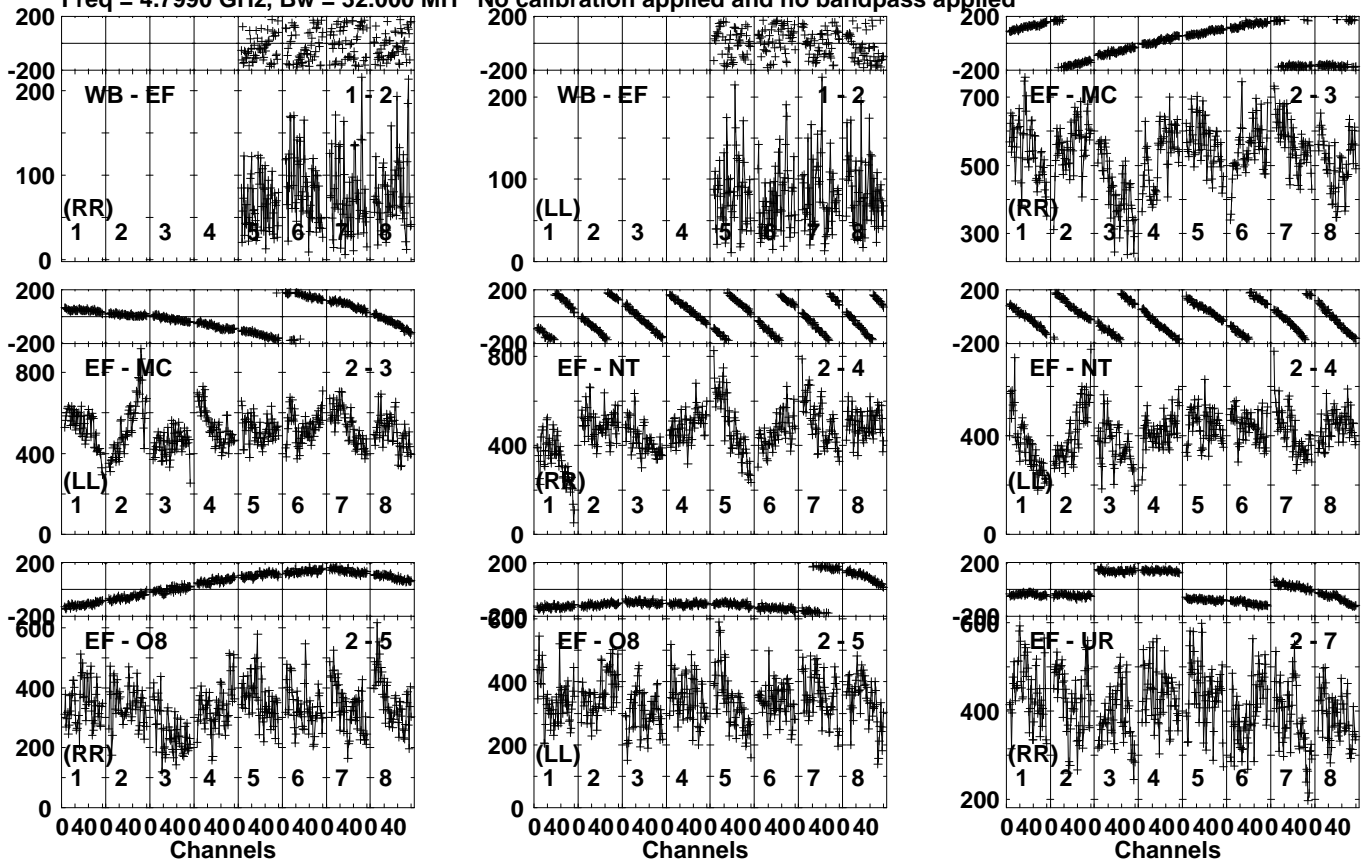 Freq = 4.7990 GHz, Bw = 32.000 MH No calibration applied and no bandpass applied
200 200 200
-200 -200
200 WB - EF 1 - 2 200 WB - EF 1 - 2 700 EF - MC 2 - 3
100 100 500
(RR) (LL) (RR)
1 2 3 4 5 6 7 8 1 2 3 4 5 6 7 8 300 1 2 3 4 5 6 7 8
0 0
200 200 200
-200 -200 -200
800 EF - MC 2 - 3 800 EF - NT 2 - 4 EF - NT 2 - 4
400 400 400
(LL) (RR) (LL)
1 2 3 4 5 6 7 8 1 2 3 4 5 6 7 8 1 2 3 4 5 6 7 8
0 0 0
200 200 200
-200 -200 -200
600 EF - O8 2 - 5 600 EF - O8 2 - 5 600 EF - UR 2 - 7
400 400 400
200 (RR) 200 (LL) (RR)
1 2 3 4 5 6 7 8 1 2 3 4 5 6 7 8 1 2 3 4 5 6 7 8
0 0 200
0 40 0 40 0 40 0 40 0 40 0 40 0 40 0 40 0 40 0 40 0 40 0 40 0 40 0 40 0 40 0 40 0 40 0 40 0 40 0 40 0 40 0 40 0 40 0 40
Channels Channels